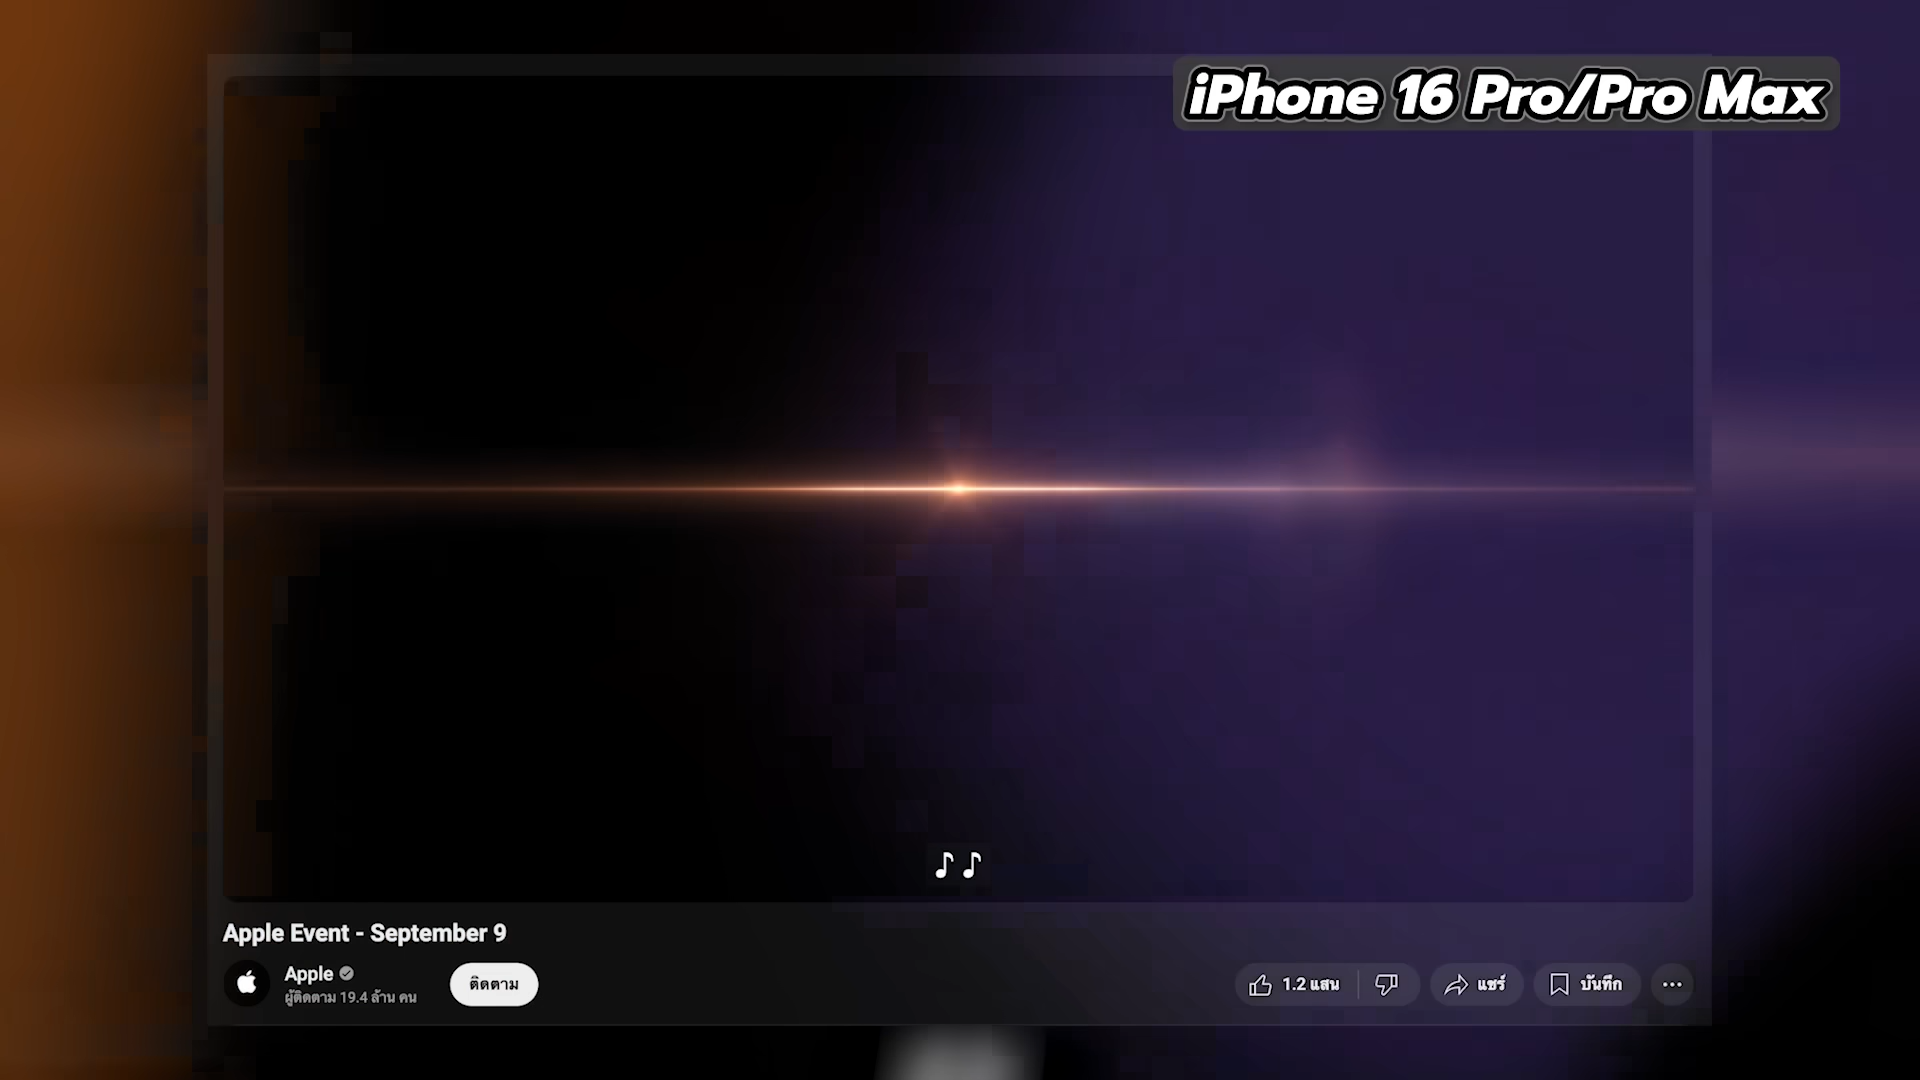 iPhone 16 Pro/Pro Max
♪ ♪
Apple Event - September 9
Apple
ผู้ติดตาม 19.4 ล้าน คน
ติดตาม
1.2 แสน
แชร์
บันทึก